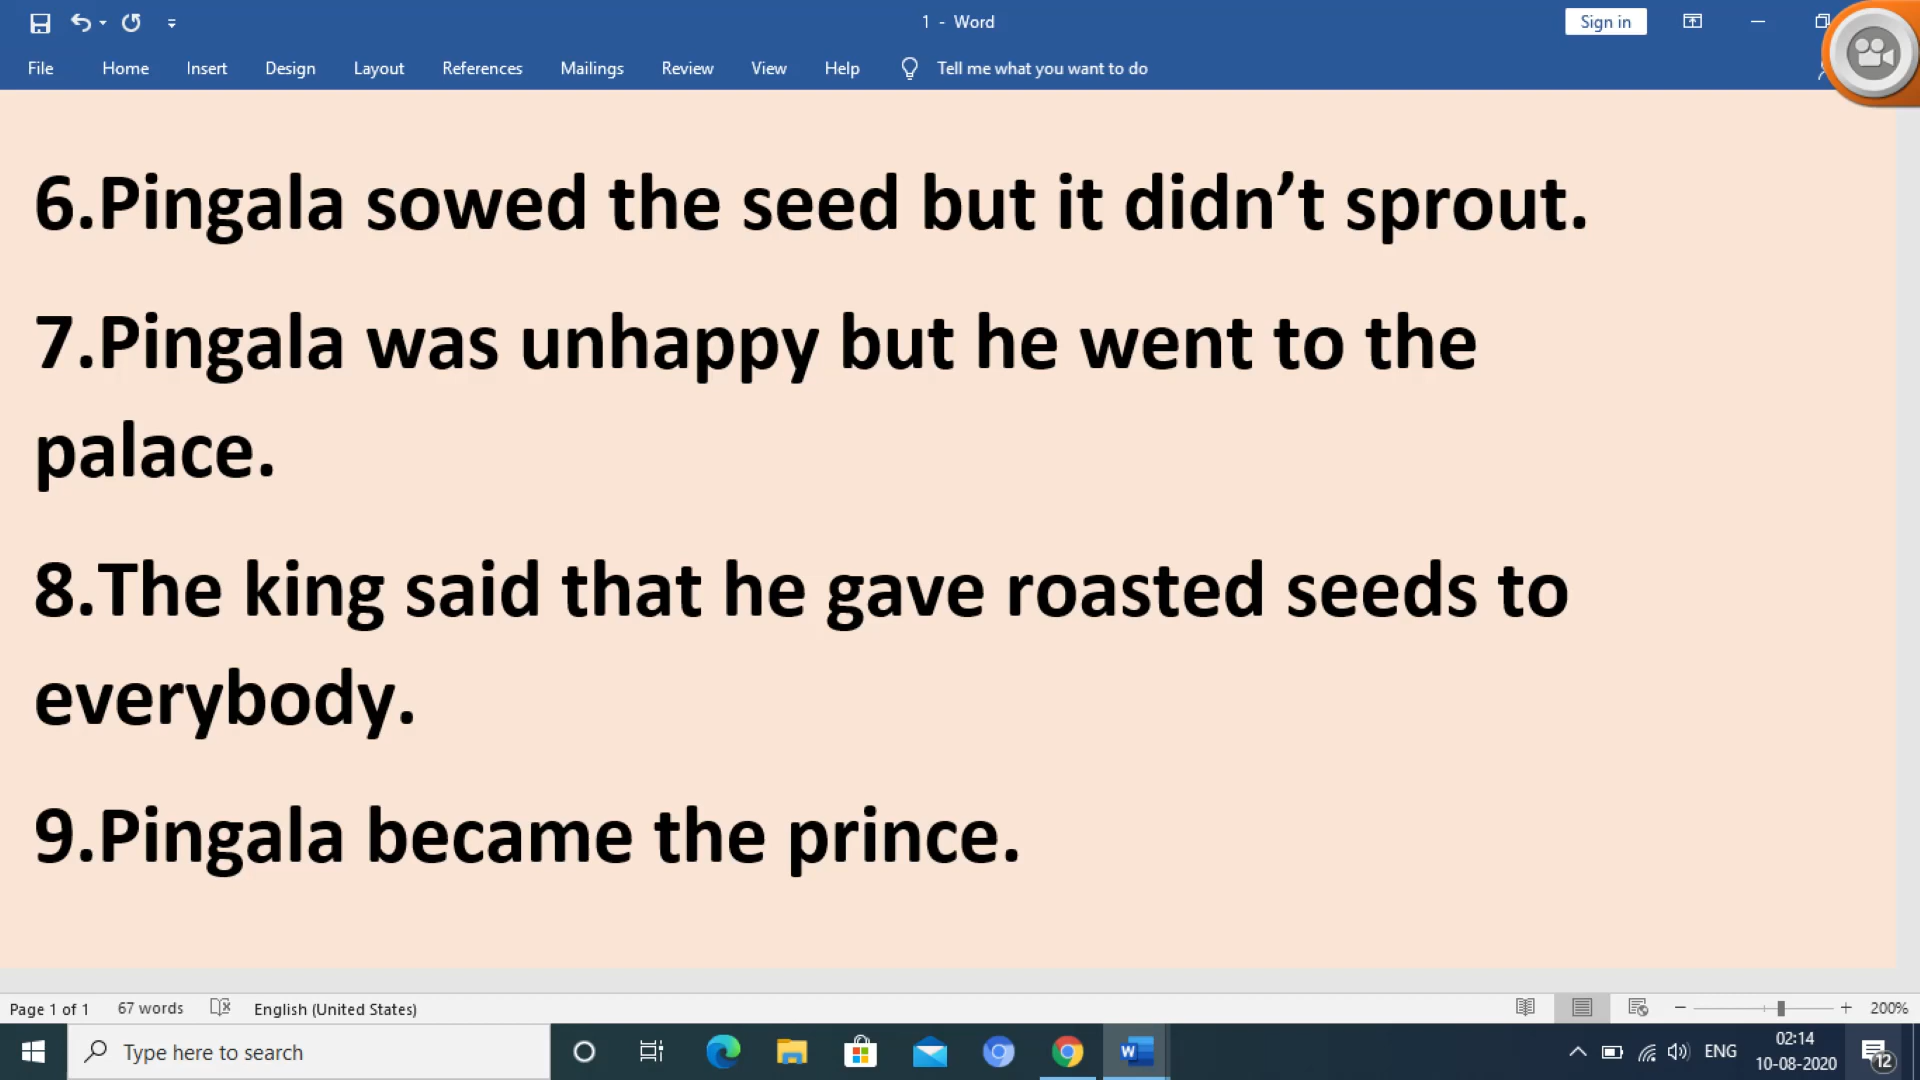 1 - Word
Sign in
File Home Insert Design Layout References Mailings Review View Help Tell me what you want to do
6.Pingala sowed the seed but it didn’t sprout.
7.Pingala was unhappy but he went to the
palace.
8.The king said that he gave roasted seeds to
everybody.
9.Pingala became the prince.
Page 1 of 1 67 words English (United States) 200%
Type here to search
ENG
02:14
10-08-2020
12